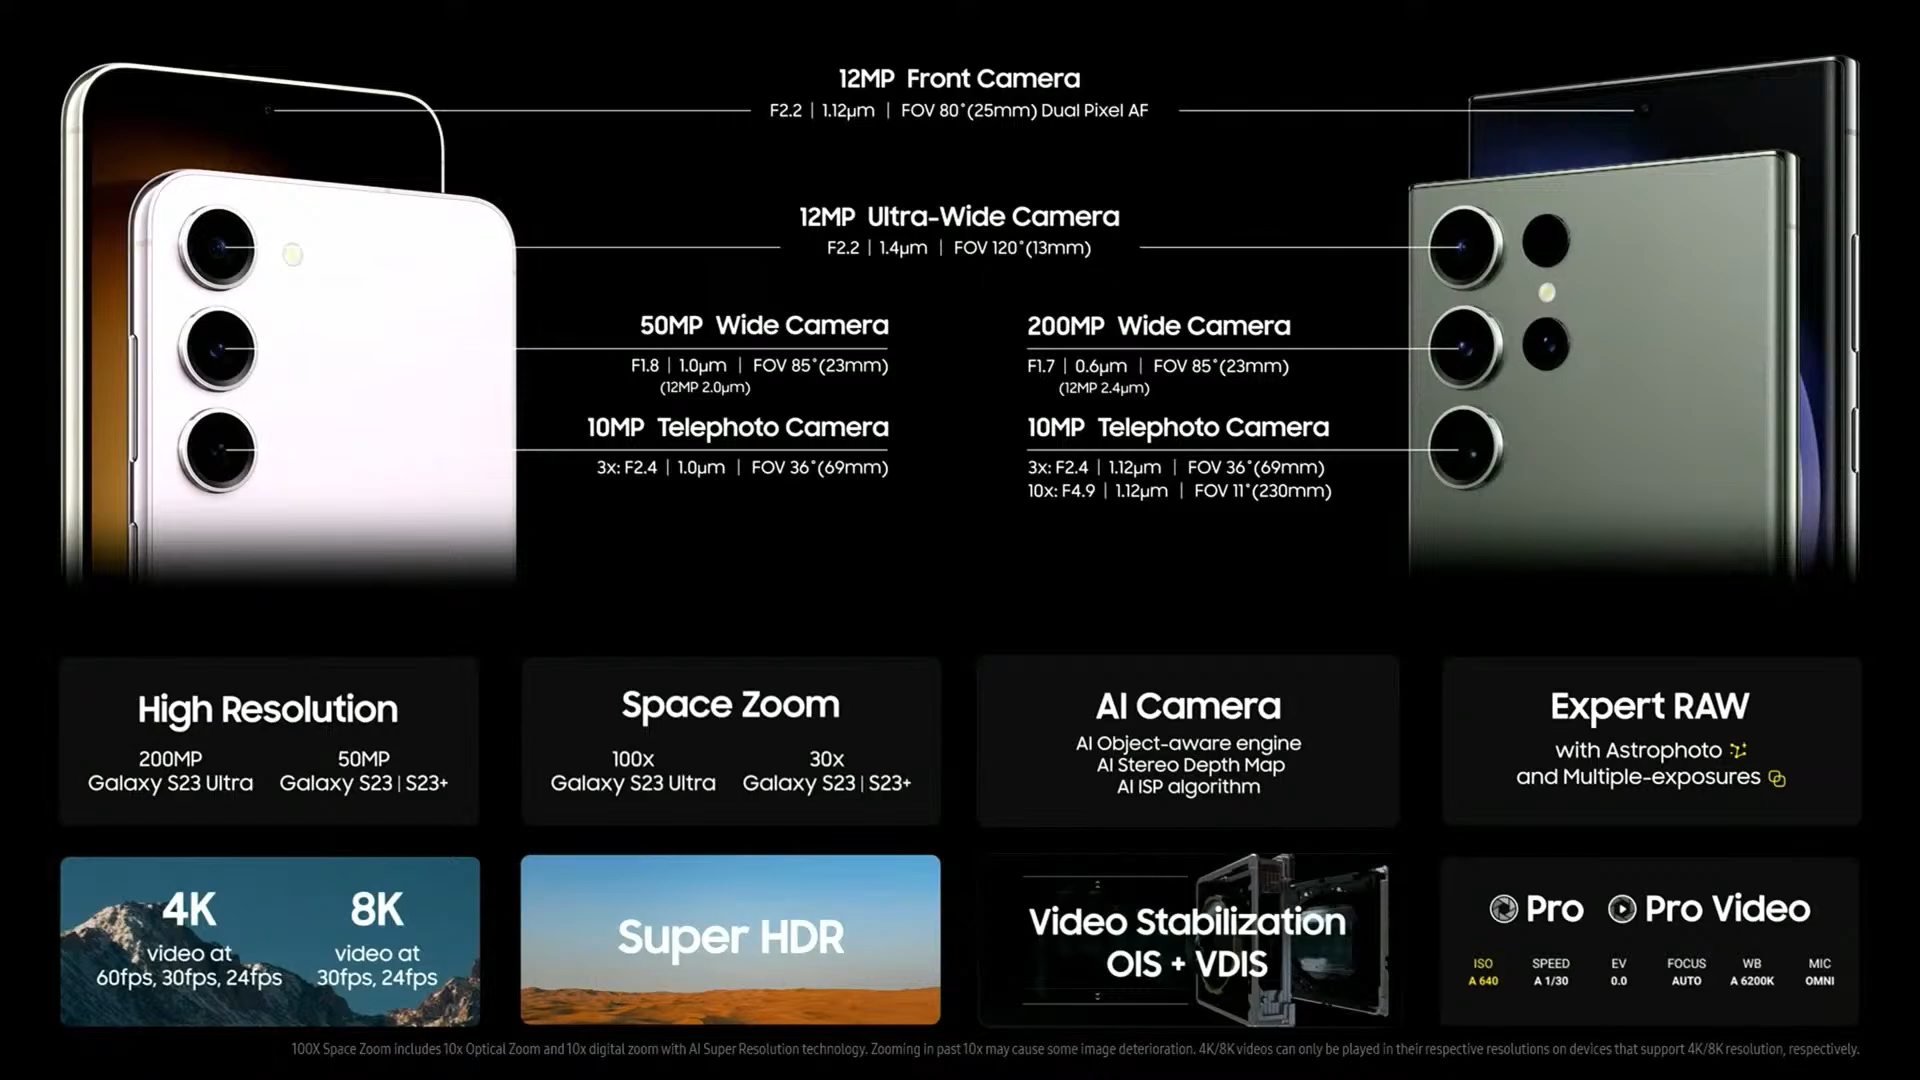 12MP Front Camera
F2.2 | 1.12µm | FOV 80˚(25mm) Dual Pixel AF
12MP Ultra-Wide Camera
F2.2 | 1.4µm | FOV 120˚(13mm)
50MP Wide Camera
F1.8 | 1.0µm | FOV 85˚(23mm)
(12MP 2.0µm)
10MP Telephoto Camera
3x: F2.4 | 1.0µm | FOV 36˚(69mm)
200MP Wide Camera
F1.7 | 0.6µm | FOV 85˚(23mm)
(12MP 2.4µm)
10MP Telephoto Camera
3x: F2.4 | 1.12µm | FOV 36˚(69mm)
10x: F4.9 | 1.12µm | FOV 11˚(230mm)
High Resolution
200MP
Galaxy S23 Ultra
50MP
Galaxy S23 | S23+
Space Zoom
100x
Galaxy S23 Ultra
30x
Galaxy S23 | S23+
AI Camera
AI Object-aware engine
AI Stereo Depth Map
AI ISP algorithm
Expert RAW
with Astrophoto
and Multiple-exposures
4K
video at
60fps, 30fps, 24fps
8K
video at
30fps, 24fps
Super HDR
Video Stabilization
OIS + VDIS
Pro Pro Video
ISO SPEED EV FOCUS WB MIC
A 640 A 1/30 0.0 AUTO A 6200K OMNI
100X Space Zoom includes 10x Optical Zoom and 10x digital zoom with AI Super Resolution technology. Zooming in past 10x may cause some image deterioration. 4K/8K videos can only be played in their respective resolutions on devices that support 4K/8K resolution, respectively.